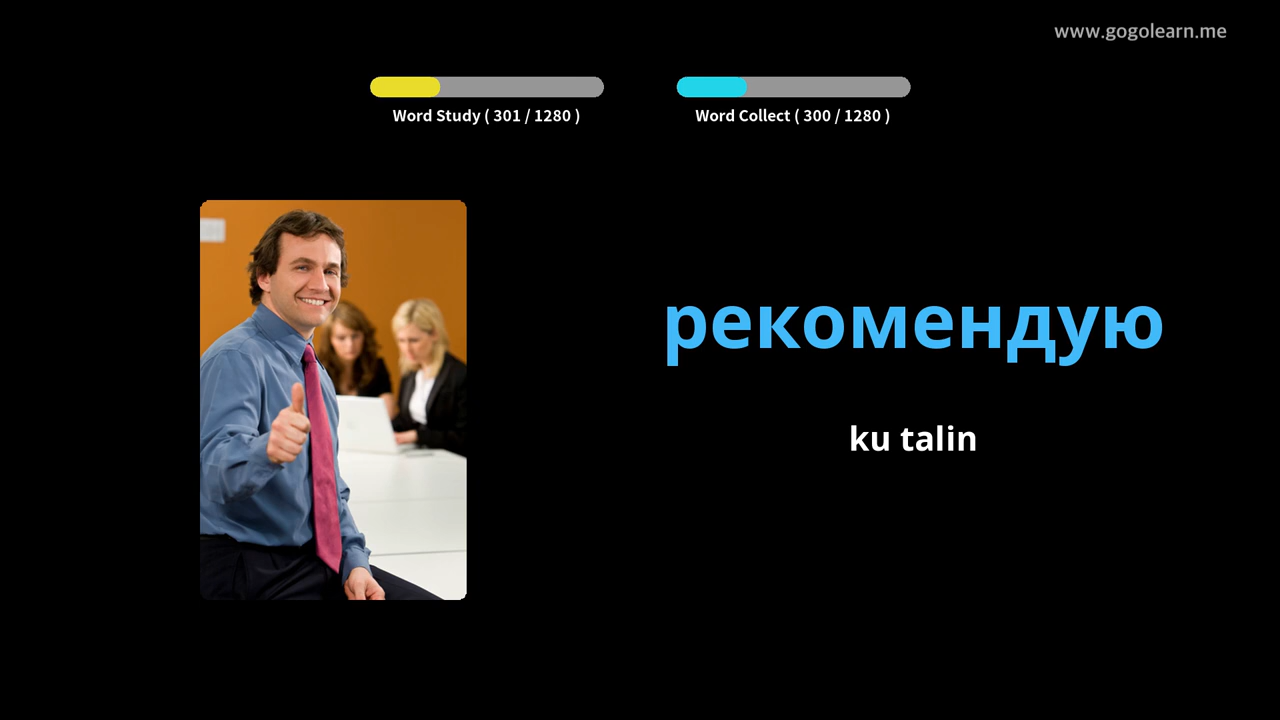 www.gogolearn.me
Word Study ( 301 / 1280 )
Word Collect ( 300 / 1280 )
рекомендую
ku talin